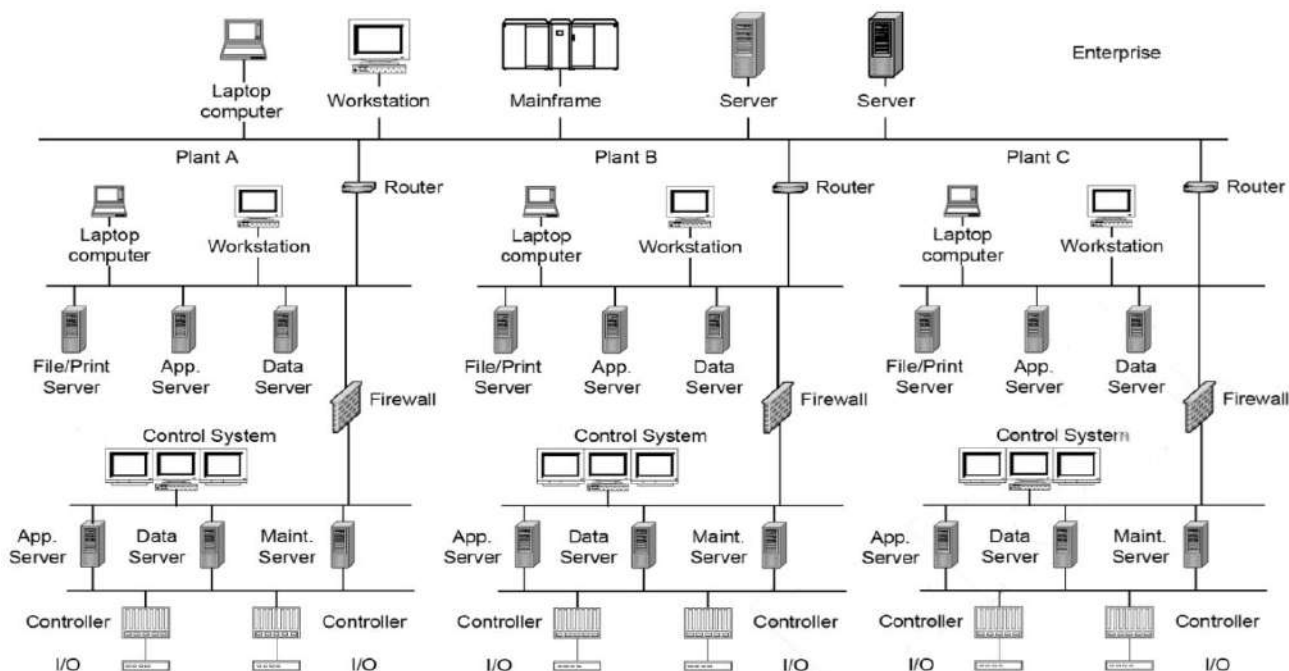 Enterprise
Laptop
computer
Workstation
Mainframe
Server
Server
Plant A
Plant B
Plant C
Router
Router
Router
Laptop
computer
Workstation
Laptop
computer
Workstation
Laptop
computer
Workstation
File/Print
Server
App.
Server
Data
Server
Firewall
File/Print
Server
App.
Server
Data
Server
Firewall
File/Print
Server
App.
Server
Data
Server
Firewall
Control System
Control System
Control System
App.
Server
Data
Server
Maint.
Server
App.
Server
Data
Server
Maint.
Server
App.
Server
Data
Server
Maint.
Server
Controller
Controller
Controller
Controller
Controller
Controller
I/O
I/O
I/O
I/O
I/O
I/O